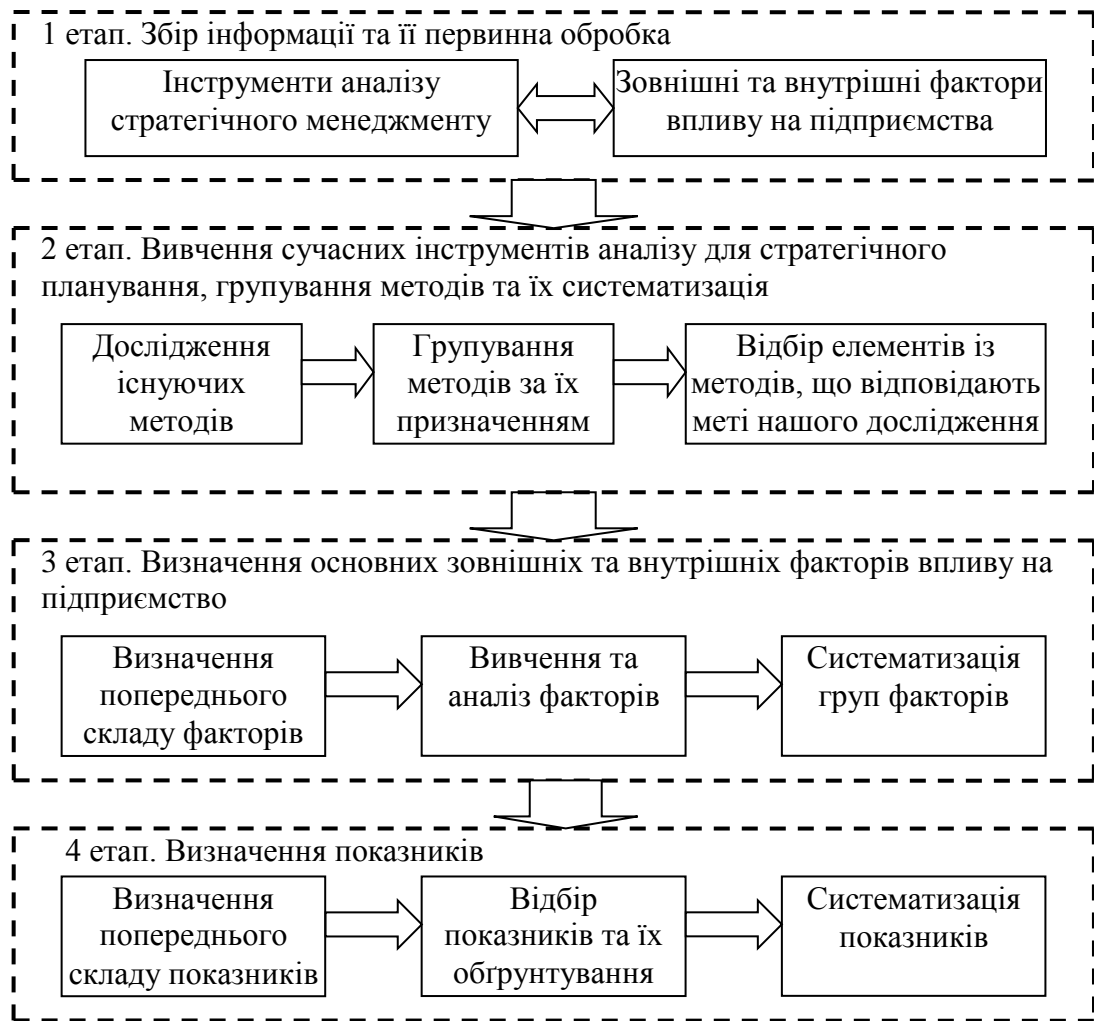 1 етап. Збір інформації та її первинна обробка
Інструменти аналізу
стратегічного менеджменту
Зовнішні та внутрішні фактори
впливу на підприємства
2 етап. Вивчення сучасних інструментів аналізу для стратегічного
планування, групування методів та їх систематизація
Дослідження
існуючих
методів
Групування
методів за їх
призначенням
Відбір елементів із
методів, що відповідають
меті нашого дослідження
3 етап. Визначення основних зовнішніх та внутрішніх факторів впливу на
підприємство
Визначення
попереднього
складу факторів
Вивчення та
аналіз факторів
Систематизація
груп факторів
4 етап. Визначення показників
Визначення
попереднього
складу показників
Відбір
показників та їх
обґрунтування
Систематизація
показників